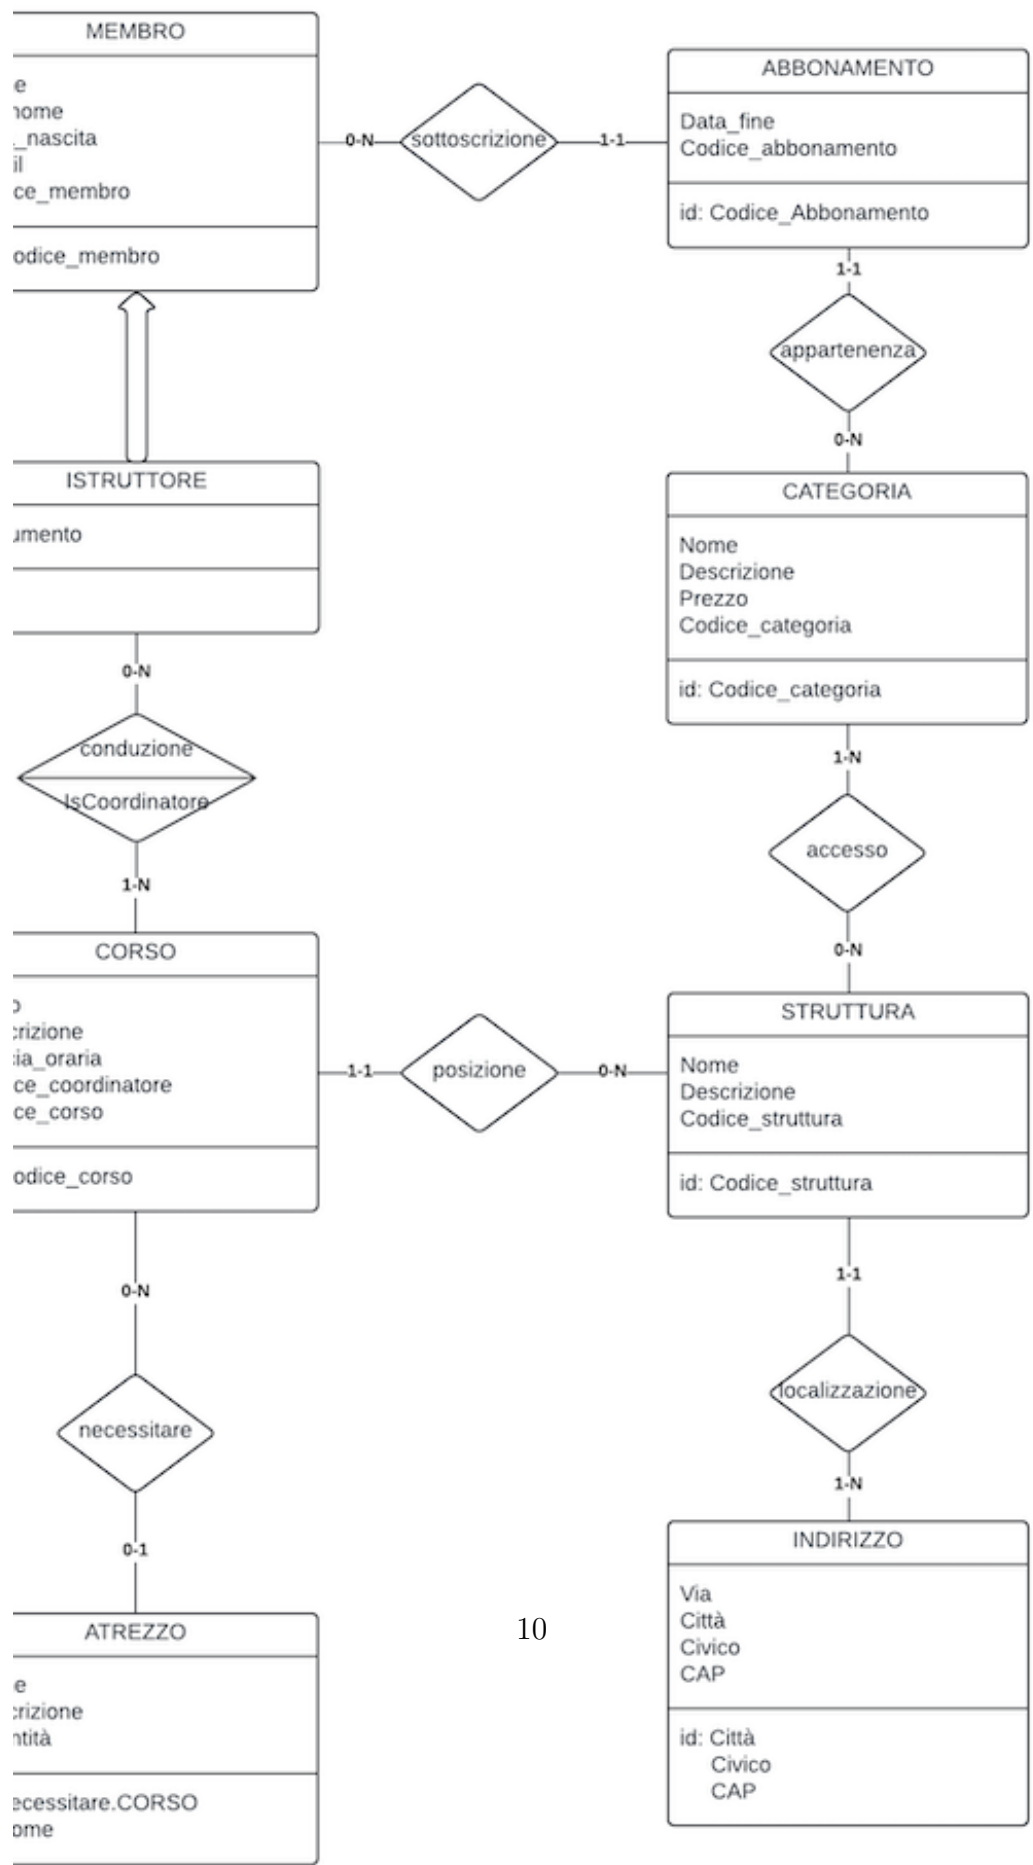 MEMBRO
e
nome
_nascita
il
ce_membro
odice_membro
0-N
sottoscrizione
1-1
ABBONAMENTO
Data_fine
Codice_abbonamento
id: Codice_Abbonamento
1-1
appartenenza
0-N
ISTRUTTORE
umento
0-N
conduzione
IsCoordinatore
1-N
CATEGORIA
Nome
Descrizione
Prezzo
Codice_categoria
id: Codice_categoria
1-N
accesso
0-N
CORSO
o
crizione
cia_oraria
ce_coordinatore
ce_corso
odice_corso
1-1
posizione
0-N
STRUTTURA
Nome
Descrizione
Codice_struttura
id: Codice_struttura
0-N
necessitare
0-1
1-1
localizzazione
1-N
ATREZZO
e
crizione
ntità
ecessitare.CORSO
ome
10
INDIRIZZO
Via
Città
Civico
CAP
id: Città
Civico
CAP